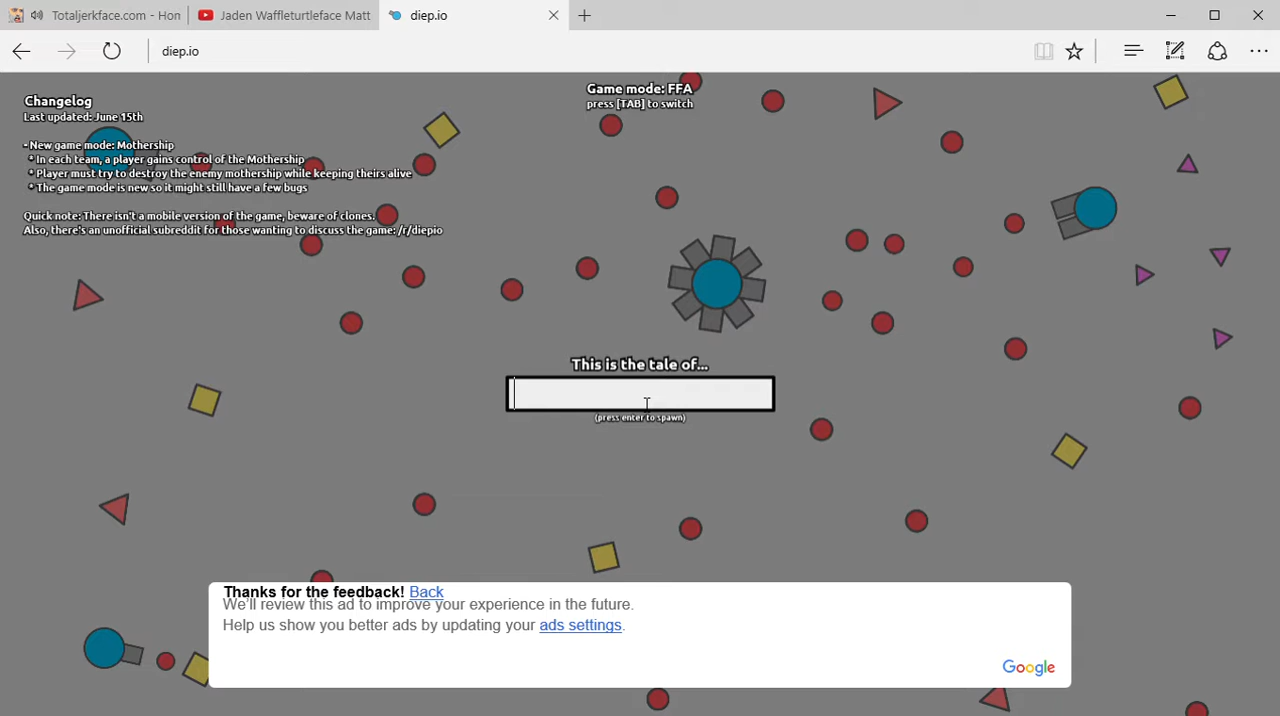 Totaljerkface.com - Hon
Jaden Waffleturtleface Matt
diep.io
diep.io
Changelog
Last updated: June 15th
- New game mode: Mothership
* In each team, a player gains control of the Mothership
* Player must try to destroy the enemy mothership while keeping theirs alive
* The game mode is new so it might still have a few bugs
Quick note: There isn't a mobile version of the game, beware of clones.
Also, there's an unofficial subreddit for those wanting to discuss the game: /r/diepio
Game mode: FFA
press [TAB] to switch
This is the tale of...
(press enter to spawn)
Thanks for the feedback! Back
We'll review this ad to improve your experience in the future.
Help us show you better ads by updating your ads settings.
Google